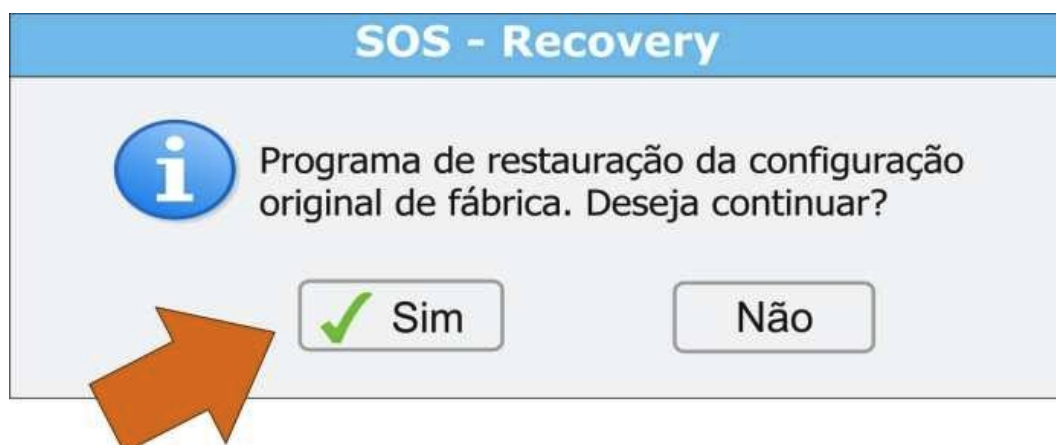 SOS - Recovery
Programa de restauração da configuração
original de fábrica. Deseja continuar?
Sim
Não